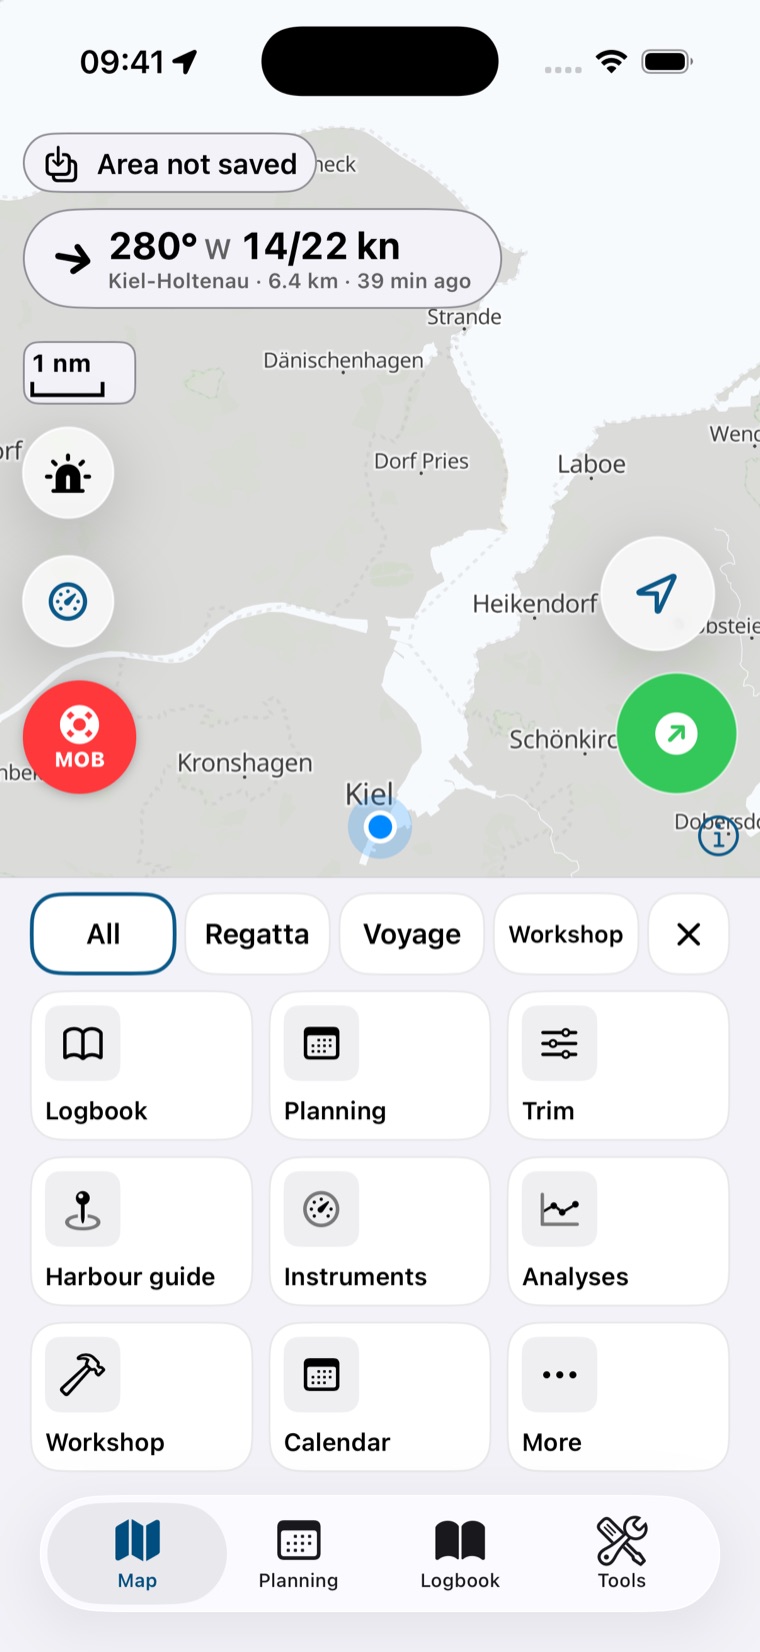 09:41
Area not saved
280° W 14/22 kn
Kiel-Holtenau · 6.4 km · 39 min ago
Strande
1 nm
Dänischenhagen
Dorf Pries
Laboe
Heikendorf
MOB
Kronshagen
Kiel
All
Regatta
Voyage
Workshop
Logbook
Planning
Trim
Harbour guide
Instruments
Analyses
Workshop
Calendar
More
Map
Planning
Logbook
Tools